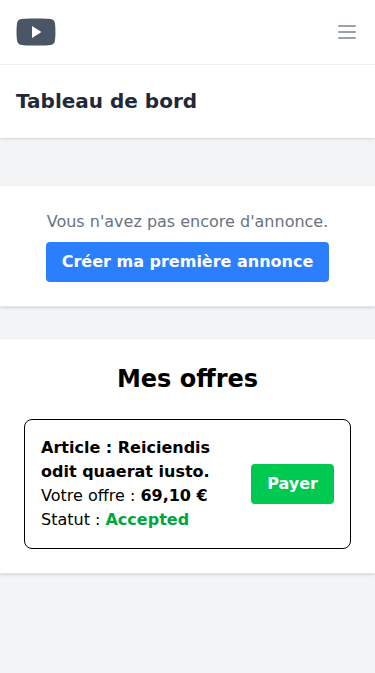 Tableau de bord
Vous n'avez pas encore d'annonce.
Créer ma première annonce
Mes offres
Article : Reiciendis
odit quaerat iusto.
Votre offre : 69,10 €
Statut : Accepted
Payer